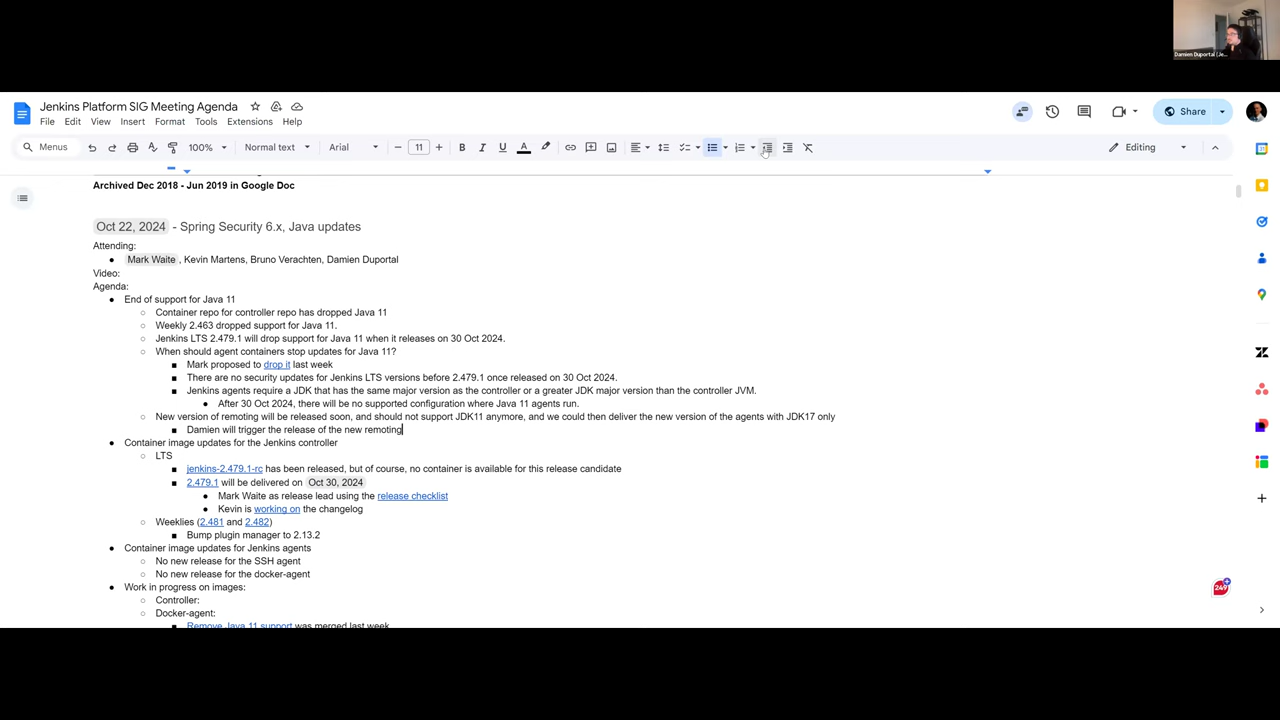 Damien Duportal (Je...
Jenkins Platform SIG Meeting Agenda
File Edit View Insert Format Tools Extensions Help
Share
Menus 100% Normal text Arial 11 Editing
Archived Dec 2018 - Jun 2019 in Google Doc
Oct 22, 2024 - Spring Security 6.x, Java updates
Attending:
● Mark Waite , Kevin Martens, Bruno Verachten, Damien Duportal
Video:
Agenda:
● End of support for Java 11
○ Container repo for controller repo has dropped Java 11
○ Weekly 2.463 dropped support for Java 11.
○ Jenkins LTS 2.479.1 will drop support for Java 11 when it releases on 30 Oct 2024.
○ When should agent containers stop updates for Java 11?
■ Mark proposed to drop it last week
■ There are no security updates for Jenkins LTS versions before 2.479.1 once released on 30 Oct 2024.
■ Jenkins agents require a JDK that has the same major version as the controller or a greater JDK major version than the controller JVM.
● After 30 Oct 2024, there will be no supported configuration where Java 11 agents run.
○ New version of remoting will be released soon, and should not support JDK11 anymore, and we could then deliver the new version of the agents with JDK17 only
■ Damien will trigger the release of the new remoting
● Container image updates for the Jenkins controller
○ LTS
■ jenkins-2.479.1-rc has been released, but of course, no container is available for this release candidate
■ 2.479.1 will be delivered on Oct 30, 2024
● Mark Waite as release lead using the release checklist
● Kevin is working on the changelog
○ Weeklies (2.481 and 2.482)
■ Bump plugin manager to 2.13.2
● Container image updates for Jenkins agents
○ No new release for the SSH agent
○ No new release for the docker-agent
● Work in progress on images:
○ Controller:
○ Docker-agent:
■ Remove Java 11 support was merged last week
249